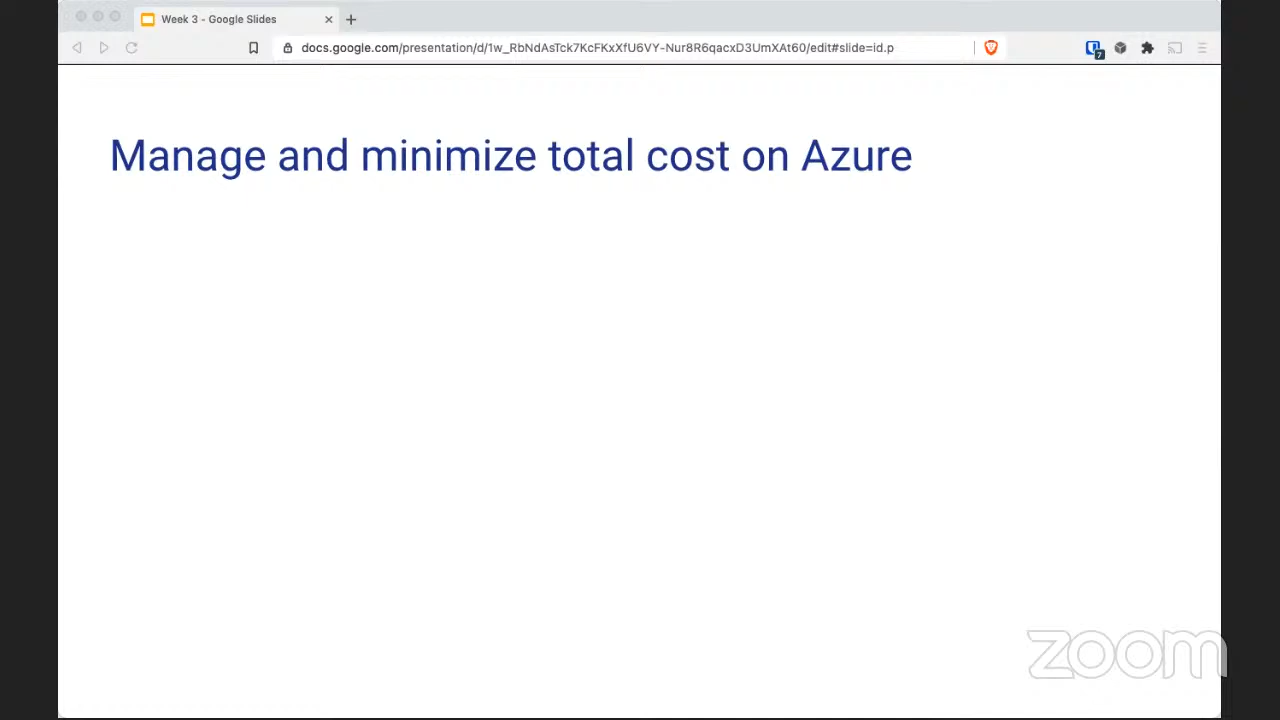 Week 3 - Google Slides
docs.google.com/presentation/d/1w_RbNdAsTck7KcFKxXfU6VY-Nur8R6qacxD3UmXAt60/edit#slide=id.p
7
Manage and minimize total cost on Azure
zoom